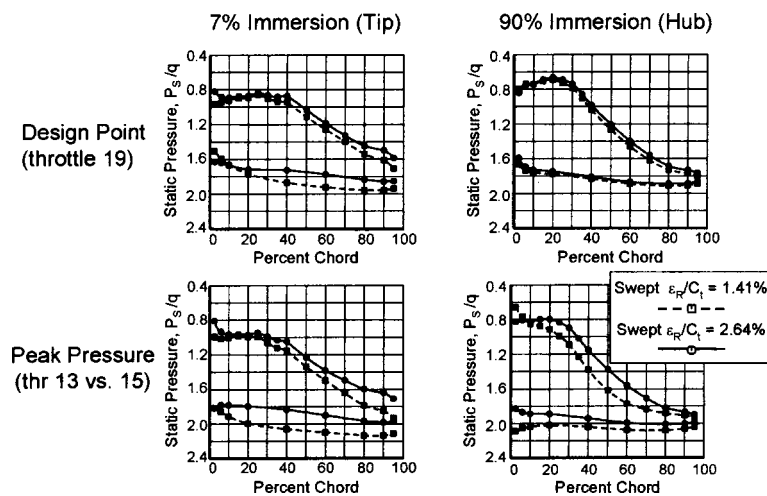 7% Immersion (Tip)
90% Immersion (Hub)
Design Point
(throttle 19)
Static Pressure, Pₛ/q
0.4
0.8
1.2
1.6
2.0
2.4
0 20 40 60 80 100
Percent Chord
Static Pressure, Pₛ/q
0.4
0.8
1.2
1.6
2.0
2.4
0 20 40 60 80 100
Percent Chord
Peak Pressure
(thr 13 vs. 15)
Static Pressure, Pₛ/q
0.4
0.8
1.2
1.6
2.0
2.4
0 20 40 60 80 100
Percent Chord
Static Pressure, Pₛ/q
0.4
0.8
1.2
1.6
2.0
2.4
0 20 40 60 80 100
Percent Chord
Swept εR/Cₜ = 1.41%
Swept εR/Cₜ = 2.64%